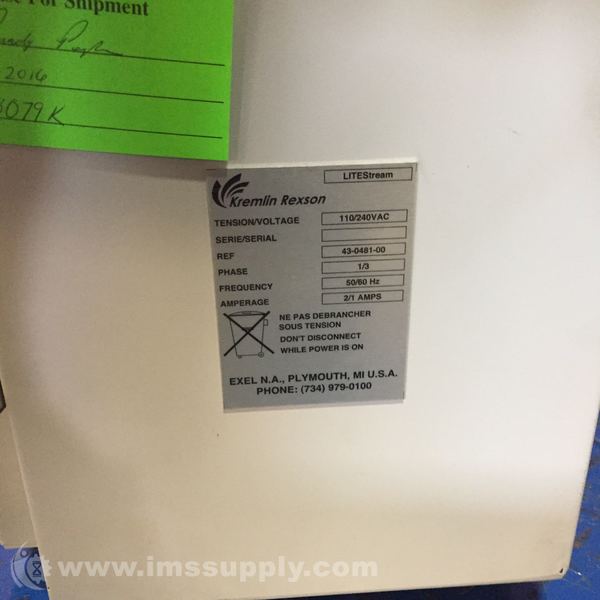 For Shipment
2016
079K
LITEStream
Kremlin Rexson
TENSION/VOLTAGE 110/240VAC
SERIE/SERIAL
REF 43-0481-00
PHASE 1/3
FREQUENCY 50/60 Hz
AMPERAGE 2/1 AMPS
NE PAS DEBRANCHER
SOUS TENSION
DON'T DISCONNECT
WHILE POWER IS ON
EXEL N.A., PLYMOUTH, MI U.S.A.
PHONE: (734) 979-0100
www.imssupply.com